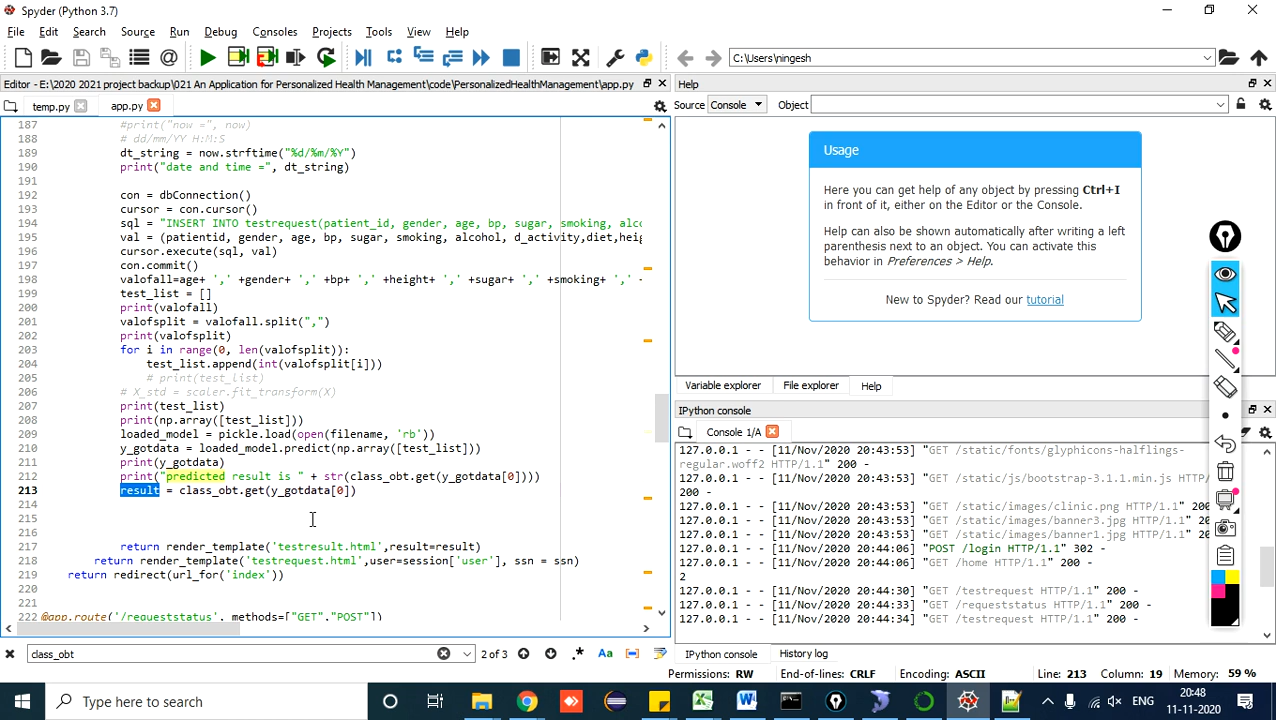 Spyder (Python 3.7)
File Edit Search Source Run Debug Consoles Projects Tools View Help
C:\Users\ningesh
Editor - E:\2020 2021 project backup\021 An Application for Personalized Health Management\code\PersonalizedHealthManagement\app.py
Help
temp.py app.py
Source Console Object
187 #print("now =", now)
188 # dd/mm/YY H:M:S
189 dt_string = now.strftime("%d/%m/%Y")
190 print("date and time =", dt_string)
191
192 con = dbConnection()
193 cursor = con.cursor()
194 sql = "INSERT INTO testrequest(patient_id, gender, age, bp, sugar, smoking, alco
195 val = (patientid, gender, age, bp, sugar, smoking, alcohol, d_activity,diet,heig
196 cursor.execute(sql, val)
197 con.commit()
198 valofall=age+ ',' +gender+ ',' +bp+ ',' +height+ ',' +sugar+ ',' +smoking+ ',' +
199 test_list = []
200 print(valofall)
201 valofsplit = valofall.split(",")
202 print(valofsplit)
203 for i in range(0, len(valofsplit)):
204 test_list.append(int(valofsplit[i]))
205 # print(test_list)
206 # X_std = scaler.fit_transform(X)
207 print(test_list)
208 print(np.array([test_list]))
209 loaded_model = pickle.load(open(filename, 'rb'))
210 y_gotdata = loaded_model.predict(np.array([test_list]))
211 print(y_gotdata)
212 print("predicted result is " + str(class_obt.get(y_gotdata[0])))
213 result = class_obt.get(y_gotdata[0])
214
215
216
217 return render_template('testresult.html',result=result)
218 return render_template('testrequest.html',user=session['user'], ssn = ssn)
219 return redirect(url_for('index'))
220
221
222 @app.route('/requeststatus', methods=["GET","POST"])
class_obt 2 of 3 .* Aa
Usage
Here you can get help of any object by pressing Ctrl+I
in front of it, either on the Editor or the Console.
Help can also be shown automatically after writing a left
parenthesis next to an object. You can activate this
behavior in Preferences > Help.
New to Spyder? Read our tutorial
Variable explorer File explorer Help
IPython console
Console 1/A
127.0.0.1 - - [11/Nov/2020 20:43:53] "GET /static/fonts/glyphicons-halflings-
regular.woff2 HTTP/1.1" 200 -
127.0.0.1 - - [11/Nov/2020 20:43:53] "GET /static/js/bootstrap-3.1.1.min.js HTTP/
200 -
127.0.0.1 - - [11/Nov/2020 20:43:53] "GET /static/images/clinic.png HTTP/1.1" 200
127.0.0.1 - - [11/Nov/2020 20:43:53] "GET /static/images/banner3.jpg HTTP/1.1" 200
127.0.0.1 - - [11/Nov/2020 20:43:53] "GET /static/images/banner1.jpg HTTP/1.1" 200
127.0.0.1 - - [11/Nov/2020 20:44:06] "POST /login HTTP/1.1" 302 -
127.0.0.1 - - [11/Nov/2020 20:44:06] "GET /home HTTP/1.1" 200 -
2
127.0.0.1 - - [11/Nov/2020 20:44:30] "GET /testrequest HTTP/1.1" 200 -
127.0.0.1 - - [11/Nov/2020 20:44:33] "GET /requeststatus HTTP/1.1" 200 -
127.0.0.1 - - [11/Nov/2020 20:44:34] "GET /testrequest HTTP/1.1" 200 -
IPython console History log
Permissions: RW End-of-lines: CRLF Encoding: ASCII Line: 213 Column: 19 Memory: 59 %
Type here to search
ENG
20:48
11-11-2020